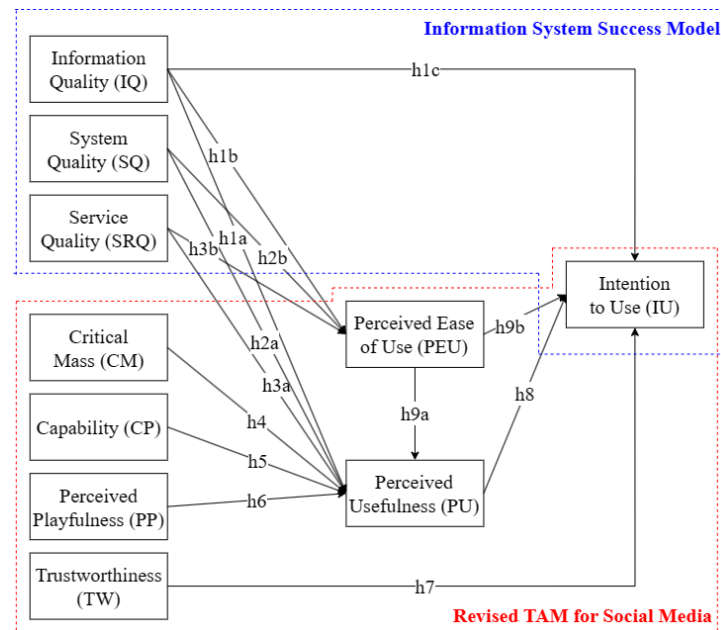 Information System Success Model
Information
Quality (IQ)
h1c
System
Quality (SQ)
h1b
Service
Quality (SRQ)
h3b
h1a
h2b
Intention
to Use (IU)
Critical
Mass (CM)
h2a
Perceived Ease
of Use (PEU)
h9b
h3a
h8
h4
h9a
Capability (CP)
h5
Perceived
Playfulness (PP)
h6
Perceived
Usefulness (PU)
Trustworthiness
(TW)
h7
Revised TAM for Social Media